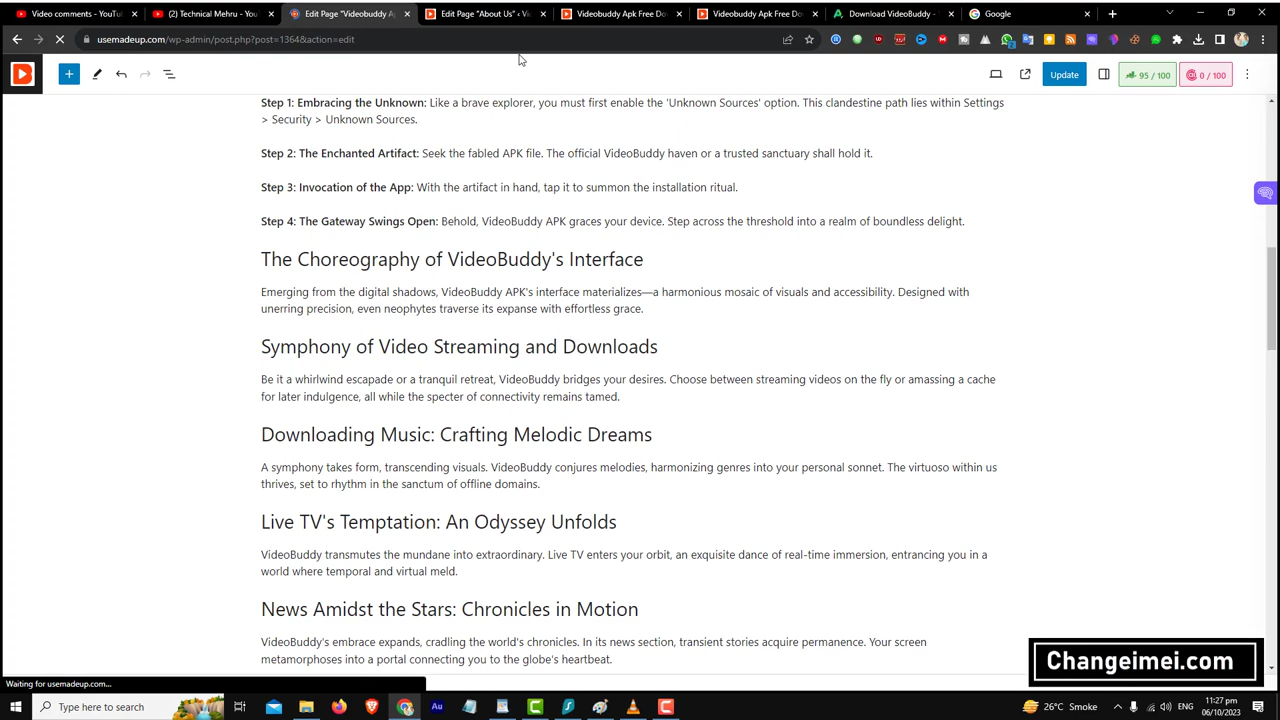 Video comments - YouTu
(2) Technical Mehru - You
Edit Page "Videobuddy Ap
Edit Page "About Us" ‹ Vi
Videobuddy Apk Free Do
Videobuddy Apk Free Do
Download VideoBuddy -
Google
usemadeup.com/wp-admin/post.php?post=1364&action=edit
Update
95 / 100
0 / 100
Step 1: Embracing the Unknown: Like a brave explorer, you must first enable the 'Unknown Sources' option. This clandestine path lies within Settings
> Security > Unknown Sources.
Step 2: The Enchanted Artifact: Seek the fabled APK file. The official VideoBuddy haven or a trusted sanctuary shall hold it.
Step 3: Invocation of the App: With the artifact in hand, tap it to summon the installation ritual.
Step 4: The Gateway Swings Open: Behold, VideoBuddy APK graces your device. Step across the threshold into a realm of boundless delight.
The Choreography of VideoBuddy's Interface
Emerging from the digital shadows, VideoBuddy APK's interface materializes—a harmonious mosaic of visuals and accessibility. Designed with
unerring precision, even neophytes traverse its expanse with effortless grace.
Symphony of Video Streaming and Downloads
Be it a whirlwind escapade or a tranquil retreat, VideoBuddy bridges your desires. Choose between streaming videos on the fly or amassing a cache
for later indulgence, all while the specter of connectivity remains tamed.
Downloading Music: Crafting Melodic Dreams
A symphony takes form, transcending visuals. VideoBuddy conjures melodies, harmonizing genres into your personal sonnet. The virtuoso within us
thrives, set to rhythm in the sanctum of offline domains.
Live TV's Temptation: An Odyssey Unfolds
VideoBuddy transmutes the mundane into extraordinary. Live TV enters your orbit, an exquisite dance of real-time immersion, entrancing you in a
world where temporal and virtual meld.
News Amidst the Stars: Chronicles in Motion
VideoBuddy's embrace expands, cradling the world's chronicles. In its news section, transient stories acquire permanence. Your screen
metamorphoses into a portal connecting you to the globe's heartbeat.
Changeimei.com
Waiting for usemadeup.com...
Type here to search
26°C Smoke
ENG
11:27 pm
06/10/2023